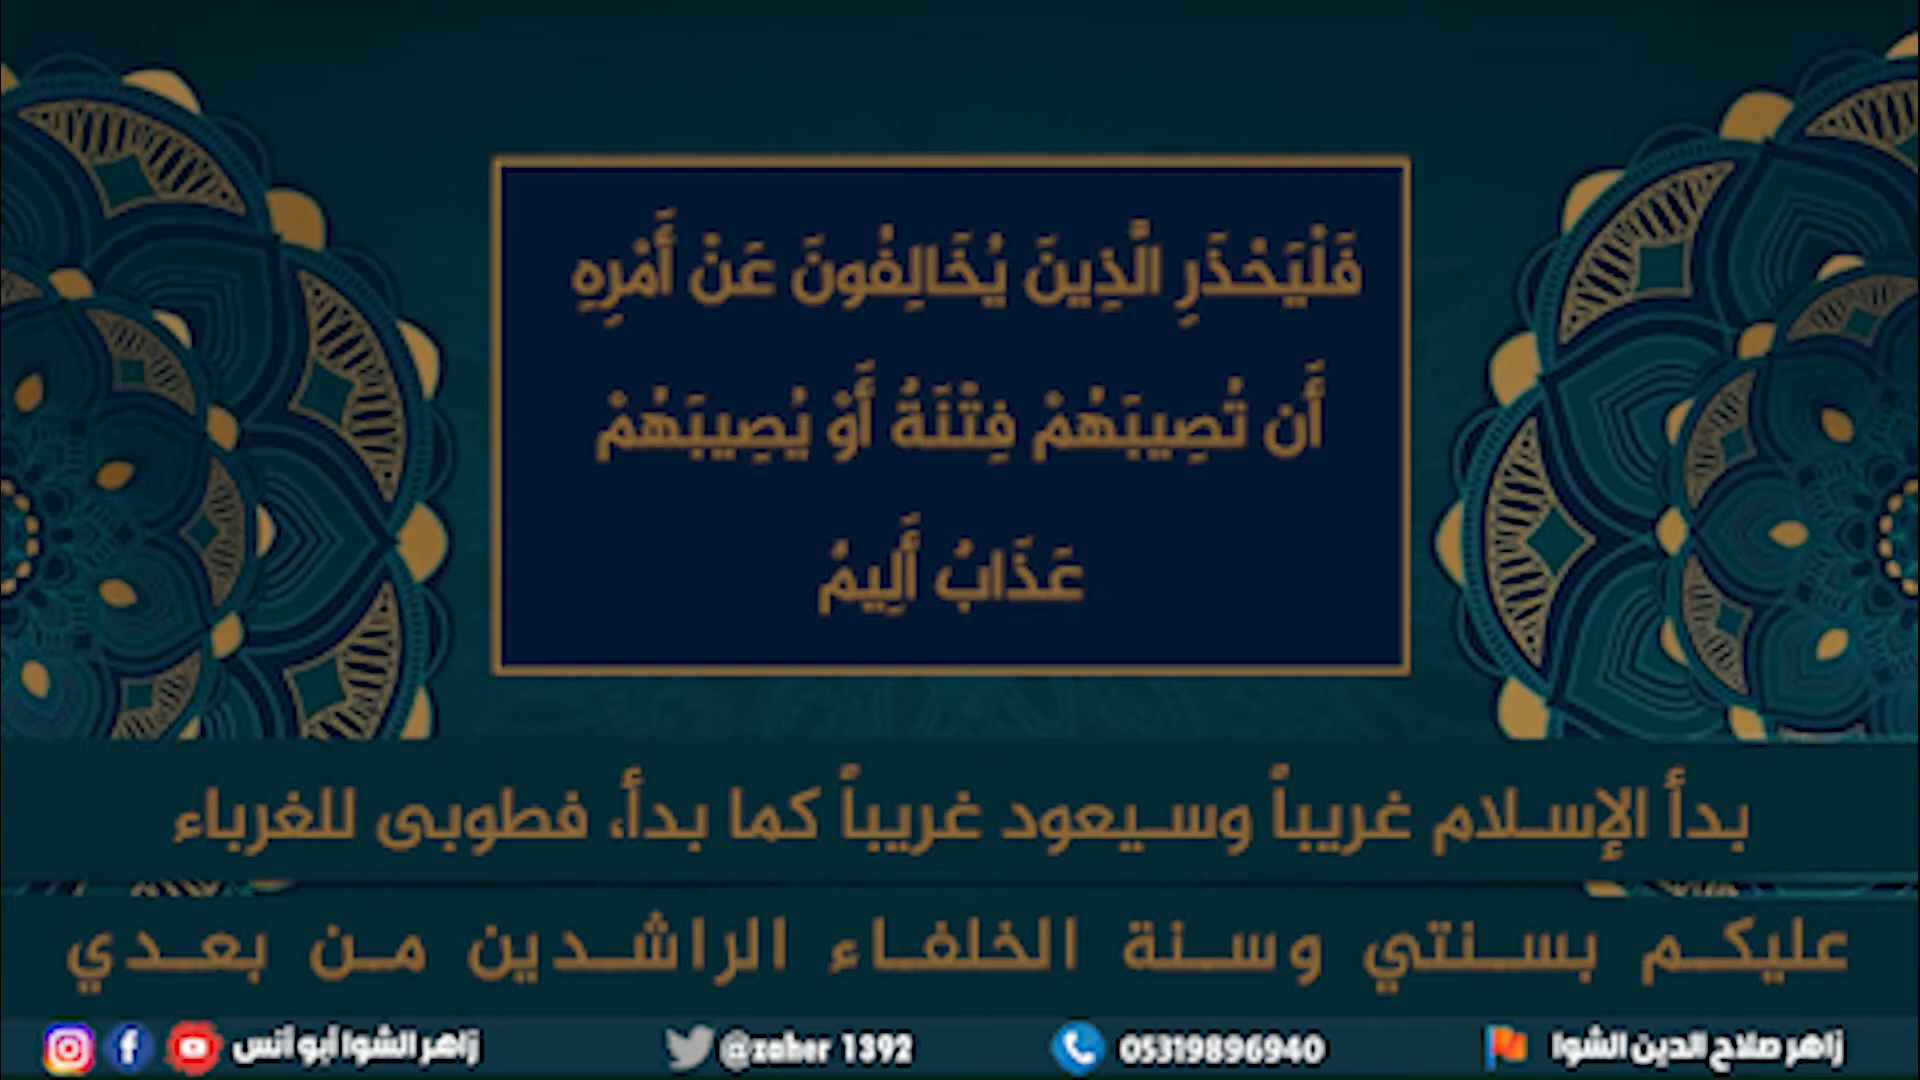 فَلْيَحْذَرِ الَّذِينَ يُخَالِفُونَ عَنْ أَمْرِهِ
أَن تُصِيبَهُمْ فِتْنَةٌ أَوْ يُصِيبَهُمْ
عَذَابٌ أَلِيمٌ
بدأ الإسلام غريباً وسيعود غريباً كما بدأ، فطوبى للغرباء
عليكم بسنتي وسنة الخلفاء الراشدين من بعدي
زاهر صلاح الدين الشوا 05319896940 @zaher 1392 زاهر الشوا أبو أنس